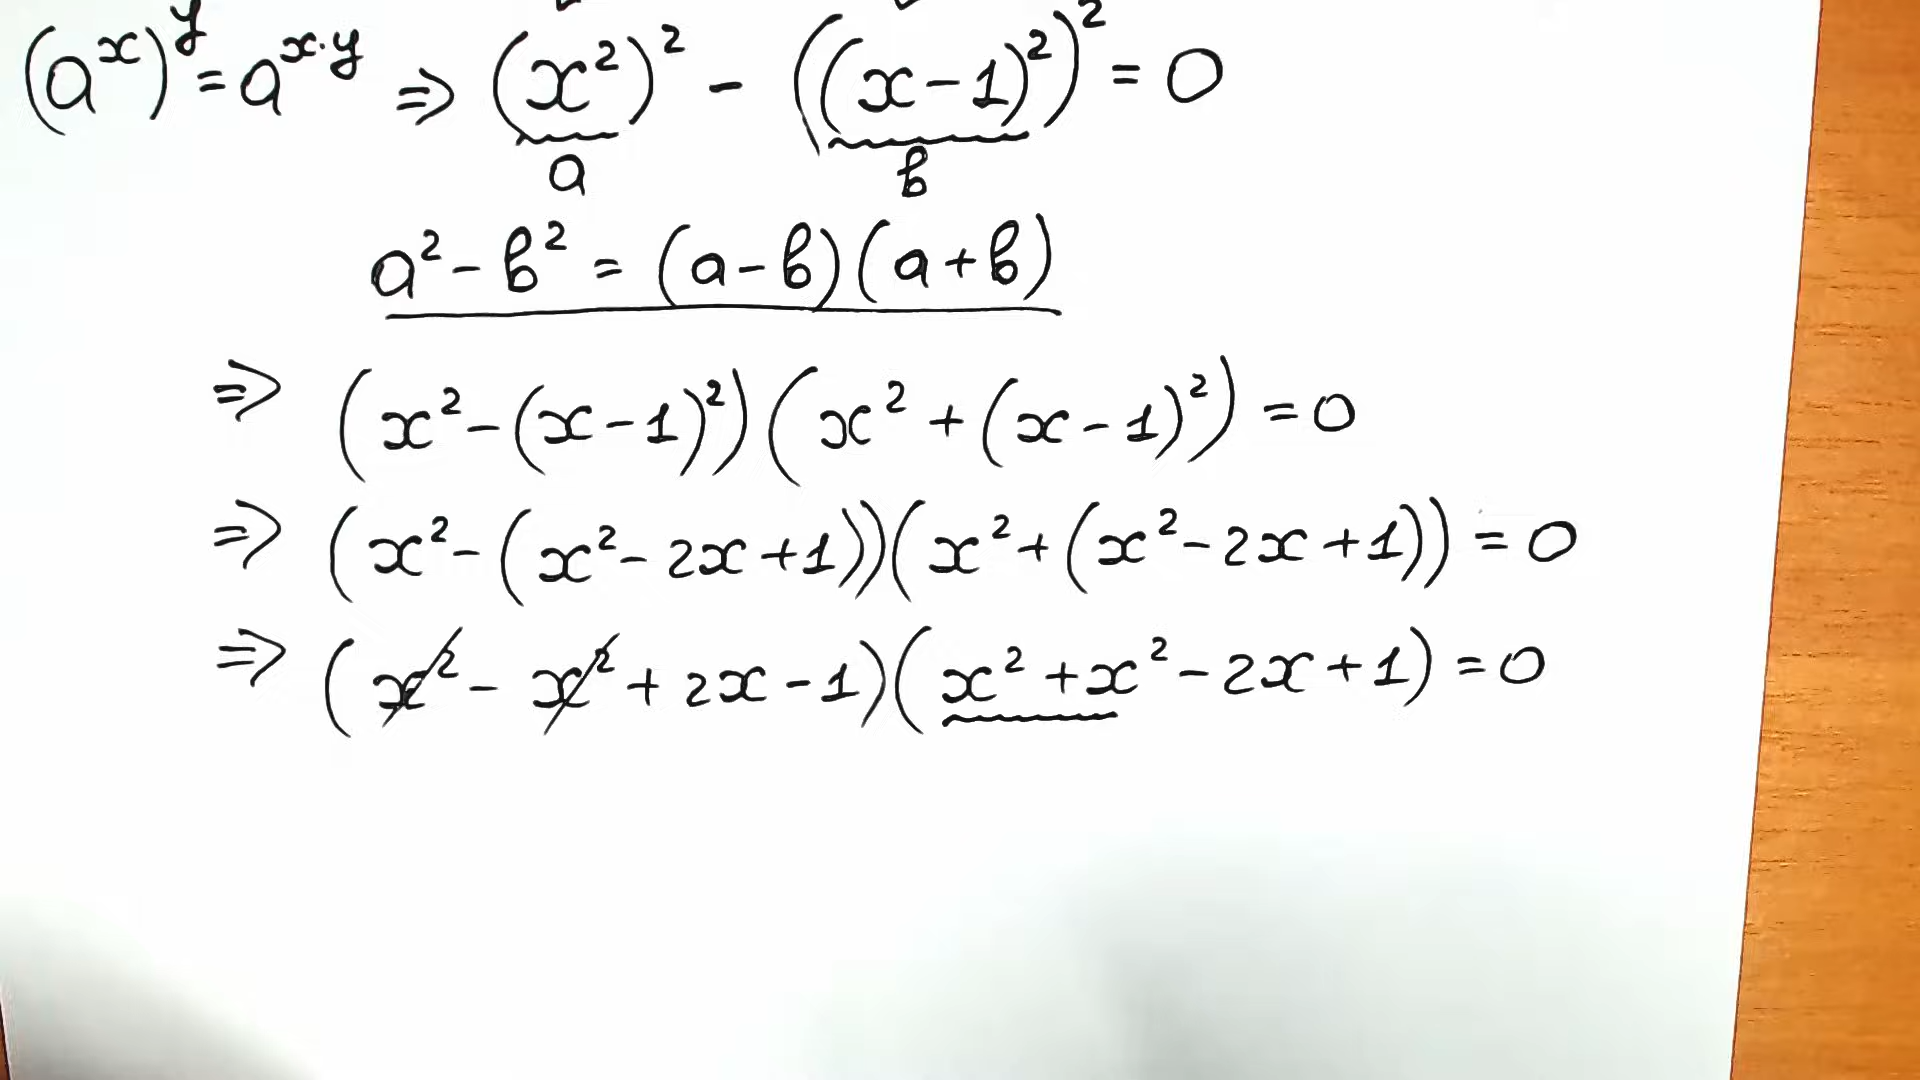 (a^x)^y = a^{x·y} ⇒ (x²)² - ((x-1)²)² = 0
a в
a² - в² = (a-в)(a+в)
⇒ (x² - (x-1)²)(x² + (x-1)²) = 0
⇒ (x² - (x² - 2x + 1))(x² + (x² - 2x + 1)) = 0
⇒ (x² - x² + 2x - 1)(x² + x² - 2x + 1) = 0